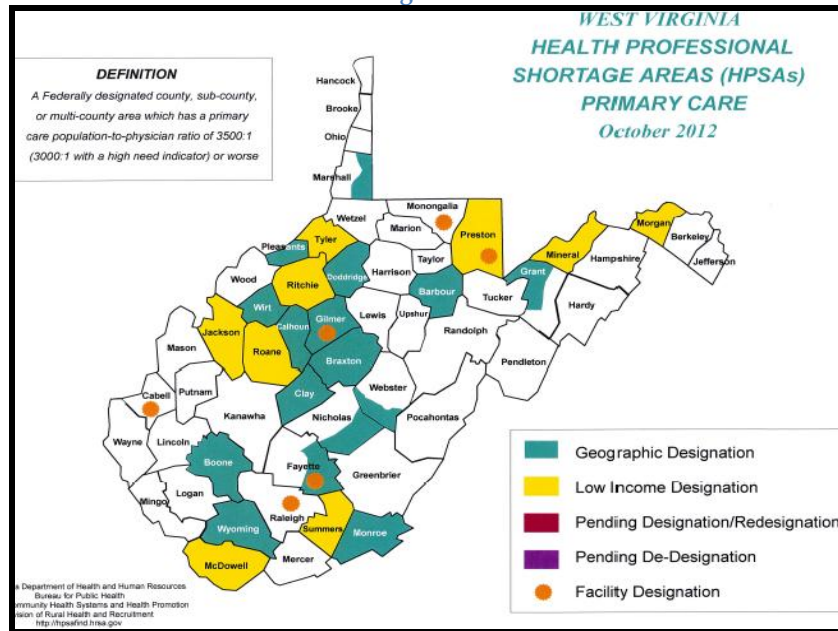 WEST VIRGINIA
HEALTH PROFESSIONAL
SHORTAGE AREAS (HPSAs)
PRIMARY CARE
October 2012
DEFINITION
A Federally designated county, sub-county,
or multi-county area which has a primary
care population-to-physician ratio of 3500:1
(3000:1 with a high need indicator) or worse
Hancock
Brooke
Ohio
Marshall
Wetzel
Monongalia
Marion
Preston
Morgan
Berkeley
Jefferson
Mineral
Hampshire
Pleasants
Tyler
Taylor
Grant
Wood
Ritchie
Doddridge
Harrison
Barbour
Tucker
Hardy
Wirt
Calhoun
Gilmer
Lewis
Upshur
Randolph
Jackson
Roane
Braxton
Pendleton
Mason
Webster
Cabell
Putnam
Clay
Kanawha
Nicholas
Pocahontas
Wayne
Lincoln
Boone
Fayette
Greenbrier
Mingo
Logan
Raleigh
Summers
Wyoming
Monroe
McDowell
Mercer
Geographic Designation
Low Income Designation
Pending Designation/Redesignation
Pending De-Designation
Facility Designation
Department of Health and Human Resources
Bureau for Public Health
Community Health Systems and Health Promotion
Division of Rural Health and Recruitment
http://hpsafind.hrsa.gov